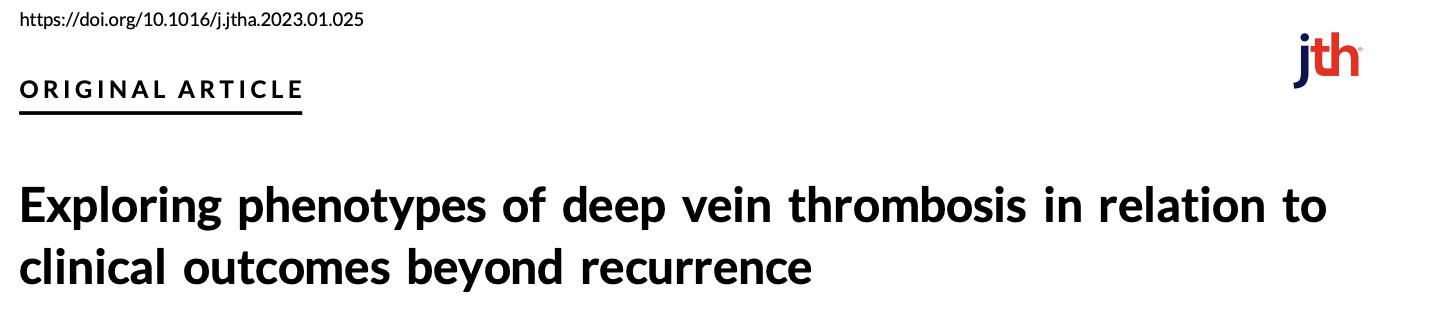 https://doi.org/10.1016/j.jtha.2023.01.025
jth
ORIGINAL ARTICLE
Exploring phenotypes of deep vein thrombosis in relation to
clinical outcomes beyond recurrence